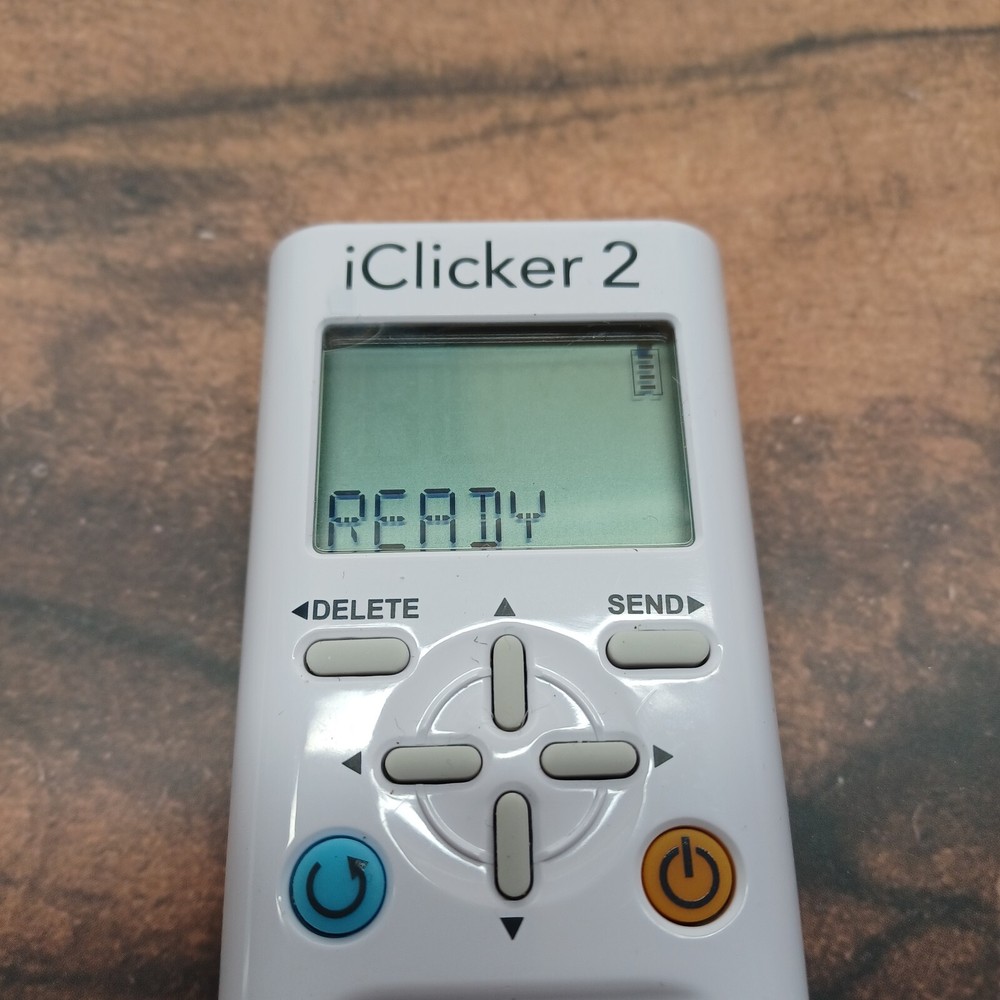 iClicker 2
READY
DELETE
SEND